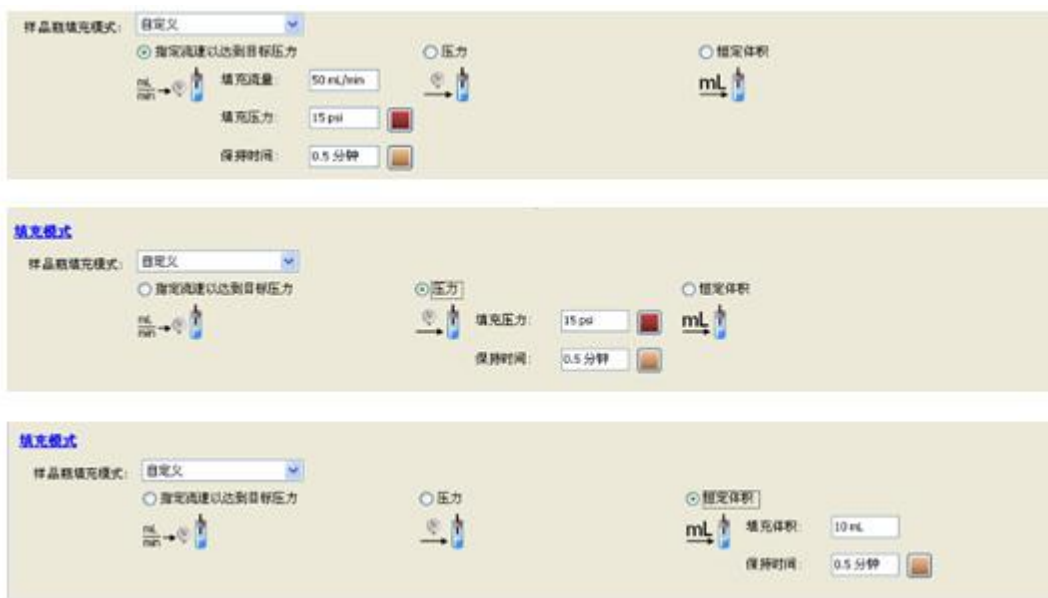 样品瓶填充模式: 自定义
指定流速以达到目标压力 压力 恒定体积
mL/min 填充流量: 50 mL/min mL
填充压力: 15 psi
保持时间: 0.5 分钟
填充模式
样品瓶填充模式: 自定义
指定流速以达到目标压力 压力 恒定体积
mL/min 填充压力: 15 psi mL
保持时间: 0.5 分钟
填充模式
样品瓶填充模式: 自定义
指定流速以达到目标压力 压力 恒定体积
mL/min mL 填充体积: 10 mL
保持时间: 0.5 分钟